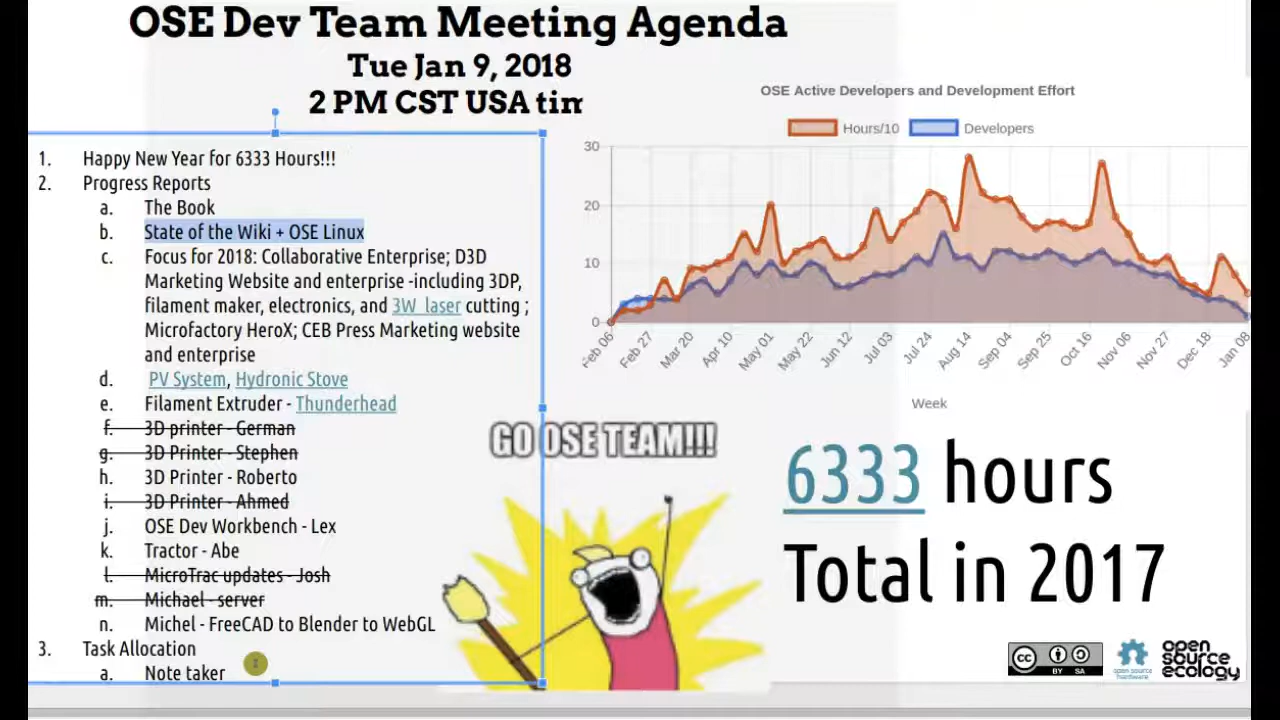 OSE Dev Team Meeting Agenda
Tue Jan 9, 2018
2 PM CST USA tim
1. Happy New Year for 6333 Hours!!!
2. Progress Reports
a. The Book
b. State of the Wiki + OSE Linux
c. Focus for 2018: Collaborative Enterprise; D3D
Marketing Website and enterprise -including 3DP,
filament maker, electronics, and 3W laser cutting ;
Microfactory HeroX; CEB Press Marketing website
and enterprise
d. PV System, Hydronic Stove
e. Filament Extruder - Thunderhead
f. 3D printer - German
g. 3D Printer - Stephen
h. 3D Printer - Roberto
i. 3D Printer - Ahmed
j. OSE Dev Workbench - Lex
k. Tractor - Abe
l. MicroTrac updates - Josh
m. Michael - server
n. Michel - FreeCAD to Blender to WebGL
3. Task Allocation
a. Note taker
OSE Active Developers and Development Effort
Hours/10 Developers
30
20
10
0
Feb 06 Feb 27 Mar 20 Apr 10 May 01 May 22 Jun 12 Jul 03 Jul 24 Aug 14 Sep 04 Sep 25 Oct 16 Nov 06 Nov 27 Dec 18 Jan 08
Week
GO OSE TEAM!!!
6333 hours
Total in 2017
cc BY SA
open source hardware
open
source
ecology